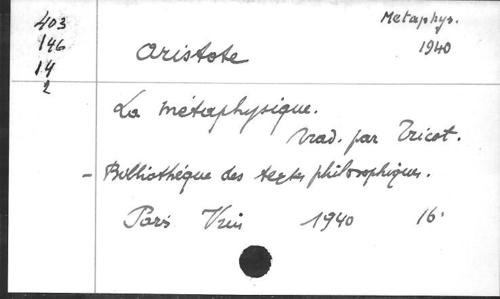 403
146
14
2
Metaphys.
1940
Aristote
La métaphysique.
Trad. par Tricot.
- Bibliothéque des textes philosophiques.
Paris Vrin 1940 16.